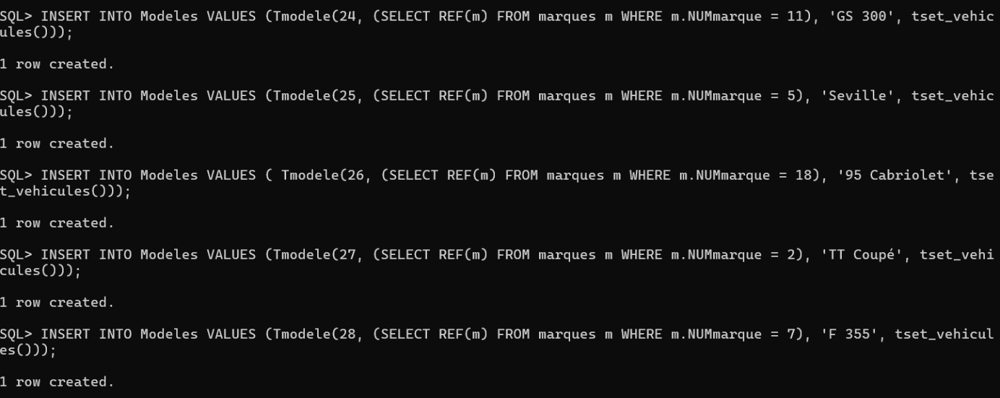 SQL> INSERT INTO Modeles VALUES (Tmodele(24, (SELECT REF(m) FROM marques m WHERE m.NUMmarque = 11), 'GS 300', tset_vehic
ules()));
1 row created.
SQL> INSERT INTO Modeles VALUES (Tmodele(25, (SELECT REF(m) FROM marques m WHERE m.NUMmarque = 5), 'Seville', tset_vehic
ules()));
1 row created.
SQL> INSERT INTO Modeles VALUES ( Tmodele(26, (SELECT REF(m) FROM marques m WHERE m.NUMmarque = 18), '95 Cabriolet', tse
t_vehicules()));
1 row created.
SQL> INSERT INTO Modeles VALUES (Tmodele(27, (SELECT REF(m) FROM marques m WHERE m.NUMmarque = 2), 'TT Coupé', tset_vehi
cules()));
1 row created.
SQL> INSERT INTO Modeles VALUES (Tmodele(28, (SELECT REF(m) FROM marques m WHERE m.NUMmarque = 7), 'F 355', tset_vehicul
es()));
1 row created.